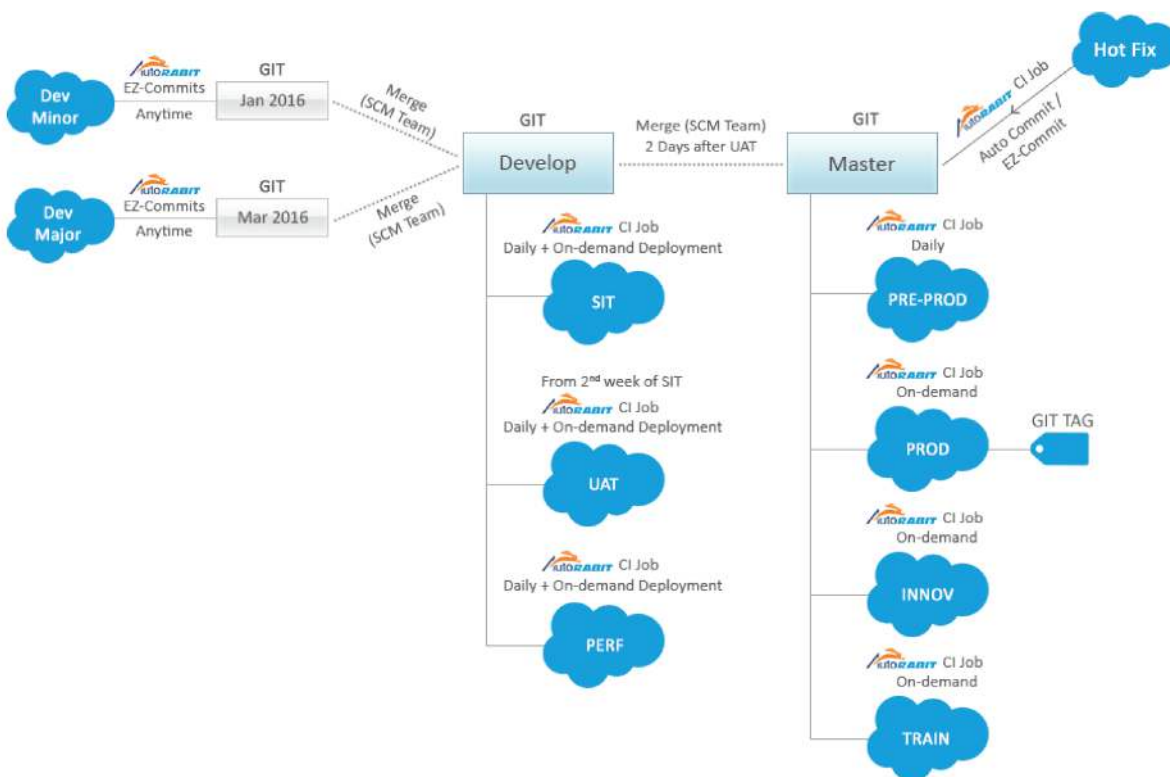 Dev
Minor
AutoRABIT
EZ-Commits
Anytime
GIT
Jan 2016
Merge
(SCM Team)
Dev
Major
AutoRABIT
EZ-Commits
Anytime
GIT
Mar 2016
Merge
(SCM Team)
GIT
Develop
Merge (SCM Team)
2 Days after UAT
GIT
Master
AutoRABIT CI Job
Auto Commit /
EZ-Commit
Hot Fix
AutoRABIT CI Job
Daily + On-demand Deployment
SIT
From 2nd week of SIT
AutoRABIT CI Job
Daily + On-demand Deployment
UAT
AutoRABIT CI Job
Daily + On-demand Deployment
PERF
AutoRABIT CI Job
Daily
PRE-PROD
AutoRABIT CI Job
On-demand
PROD
GIT TAG
AutoRABIT CI Job
On-demand
INNOV
AutoRABIT CI Job
On-demand
TRAIN